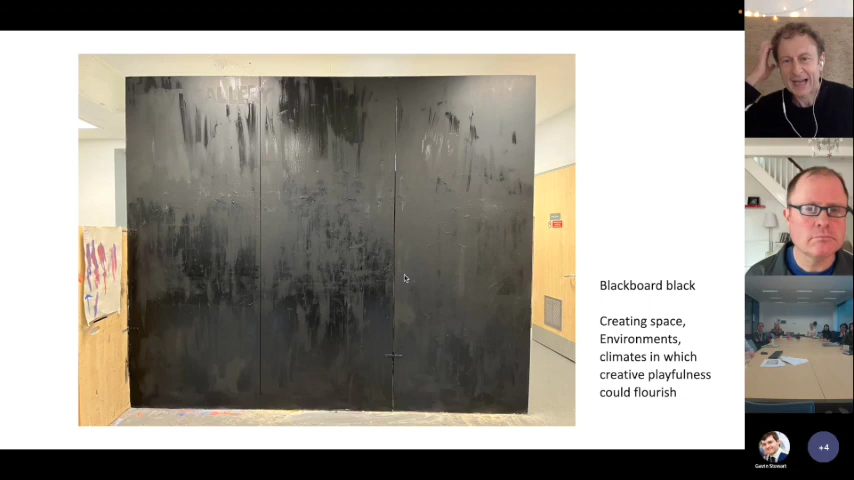 Blackboard black
Creating space,
Environments,
climates in which
creative playfulness
could flourish
+4
Gavin Stewart